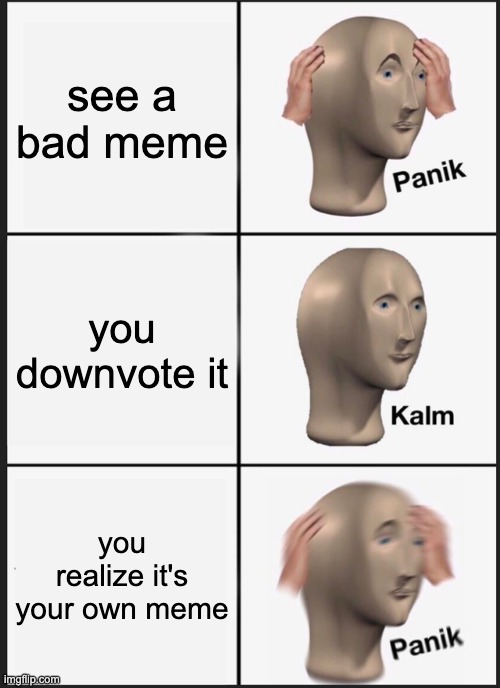 see a
bad meme
Panik
you
downvote it
Kalm
you
realize it's
your own meme
Panik
imgflip.com